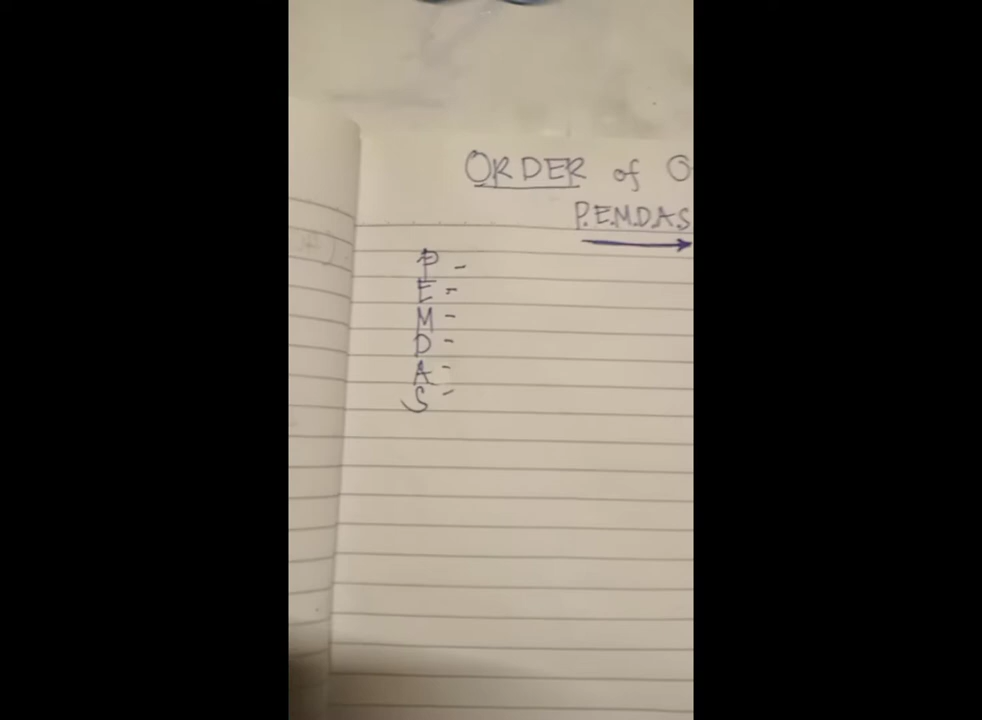 ORDER of O
P.E.M.D.A.S
P -
E -
M -
D -
A -
S -